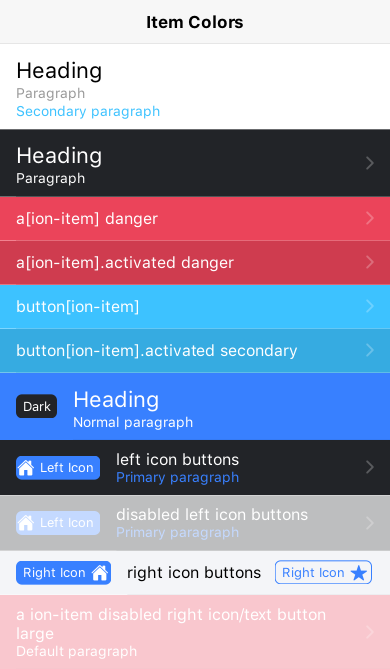 Item Colors
Heading
Paragraph
Secondary paragraph
Heading
Paragraph
a[ion-item] danger
a[ion-item].activated danger
button[ion-item]
button[ion-item].activated secondary
Dark Heading
Normal paragraph
Left Icon left icon buttons
Primary paragraph
Left Icon disabled left icon buttons
Primary paragraph
Right Icon right icon buttons Right Icon
a ion-item disabled right icon/text button
large
Default paragraph